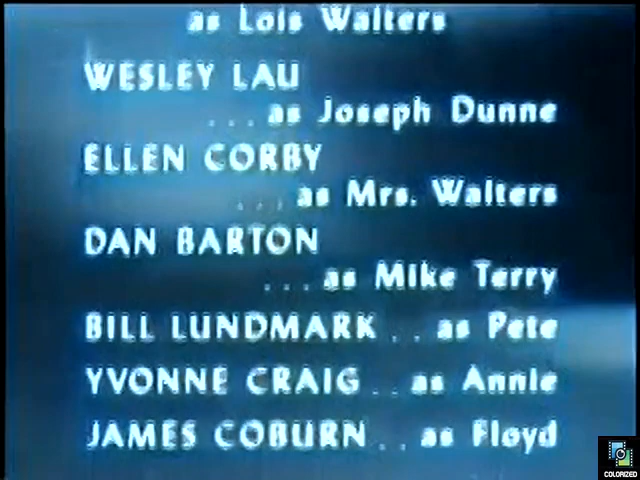 as Lois Walters
WESLEY LAU
... as Joseph Dunne
ELLEN CORBY
... as Mrs. Walters
DAN BARTON
... as Mike Terry
BILL LUNDMARK .. as Pete
YVONNE CRAIG .. as Annie
JAMES COBURN .. as Floyd
COLORIZED